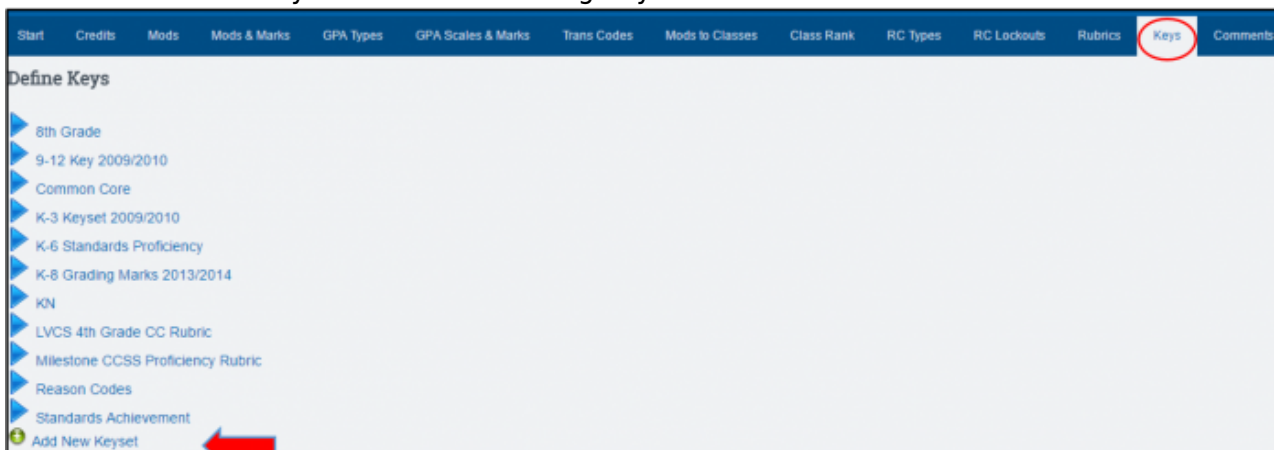 Start Credits Mods Mods & Marks GPA Types GPA Scales & Marks Trans Codes Mods to Classes Class Rank RC Types RC Lockouts Rubrics Keys Comments
Define Keys
8th Grade
9-12 Key 2009/2010
Common Core
K-3 Keyset 2009/2010
K-6 Standards Proficiency
K-8 Grading Marks 2013/2014
KN
LVCS 4th Grade CC Rubric
Milestone CCSS Proficiency Rubric
Reason Codes
Standards Achievement
Add New Keyset